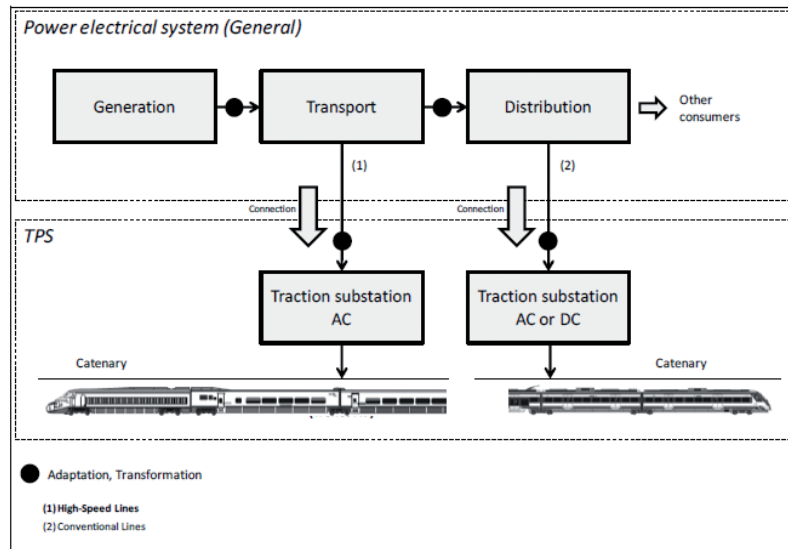 Power electrical system (General)
Generation
Transport
Distribution
Other
consumers
(1)
(2)
Connection
Connection
TPS
Traction substation
AC
Traction substation
AC or DC
Catenary
Catenary
Adaptation, Transformation
(1) High-Speed Lines
(2) Conventional Lines